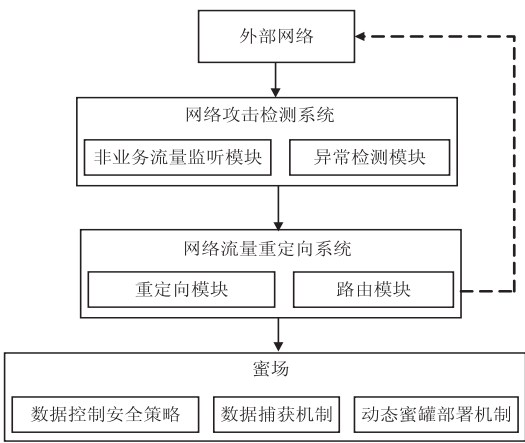 外部网络
网络攻击检测系统
非业务流量监听模块
异常检测模块
网络流量重定向系统
重定向模块
路由模块
蜜场
数据控制安全策略
数据捕获机制
动态蜜罐部署机制